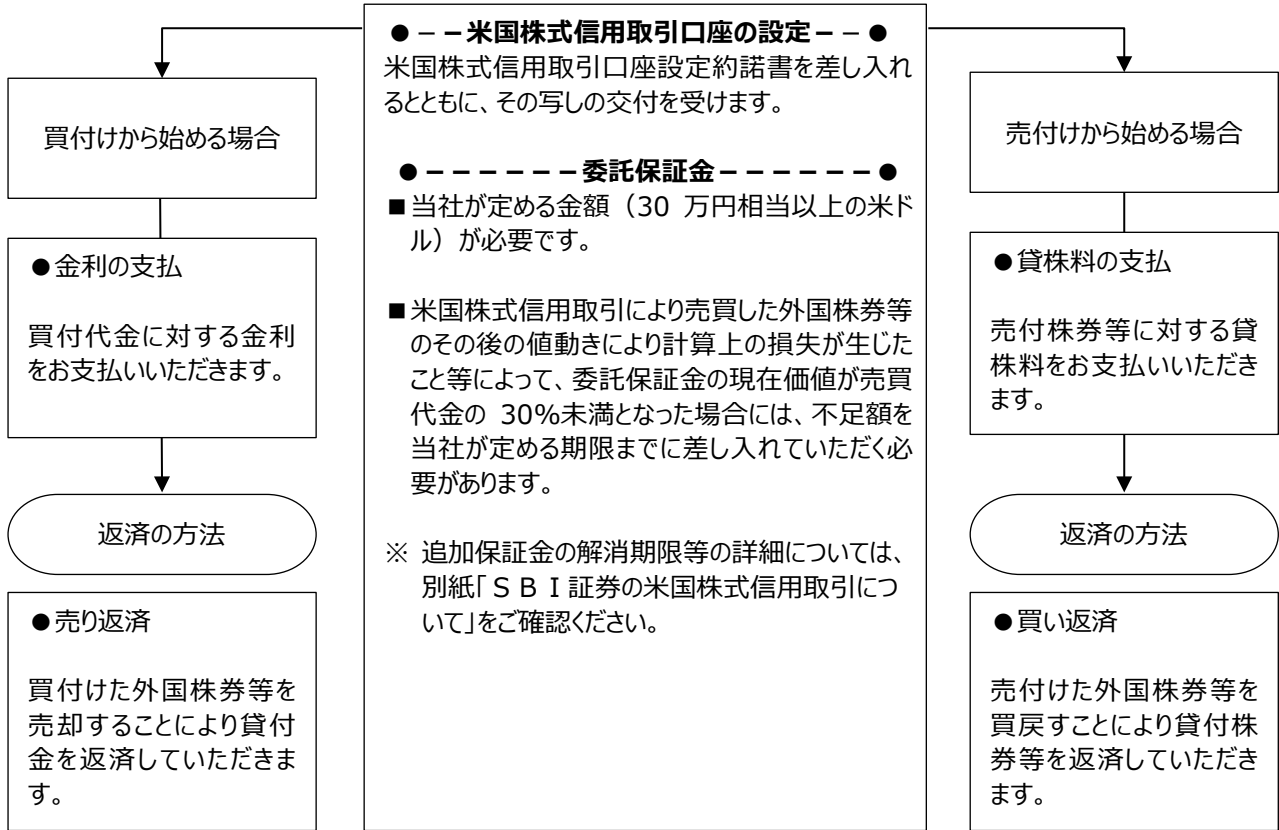 ●－－米国株式信用取引口座の設定－－●
米国株式信用取引口座設定約諾書を差し入れ
るとともに、その写しの交付を受けます。
●－－－－－－委託保証金－－－－－－●
■当社が定める金額（30 万円相当以上の米ド
ル）が必要です。
■米国株式信用取引により売買した外国株券等
のその後の値動きにより計算上の損失が生じた
こと等によって、委託保証金の現在価値が売買
代金の 30%未満となった場合には、不足額を
当社が定める期限までに差し入れていただく必
要があります。
※ 追加保証金の解消期限等の詳細については、
別紙「ＳＢＩ証券の米国株式信用取引につ
いて」をご確認ください。
買付けから始める場合
●金利の支払
買付代金に対する金利
をお支払いいただきます。
返済の方法
●売り返済
買付けた外国株券等を
売却することにより貸付
金を返済していただきま
す。
売付けから始める場合
●貸株料の支払
売付株券等に対する貸
株料をお支払いいただき
ます。
返済の方法
●買い返済
売付けた外国株券等を
買戻すことにより貸付株
券等を返済していただき
ます。